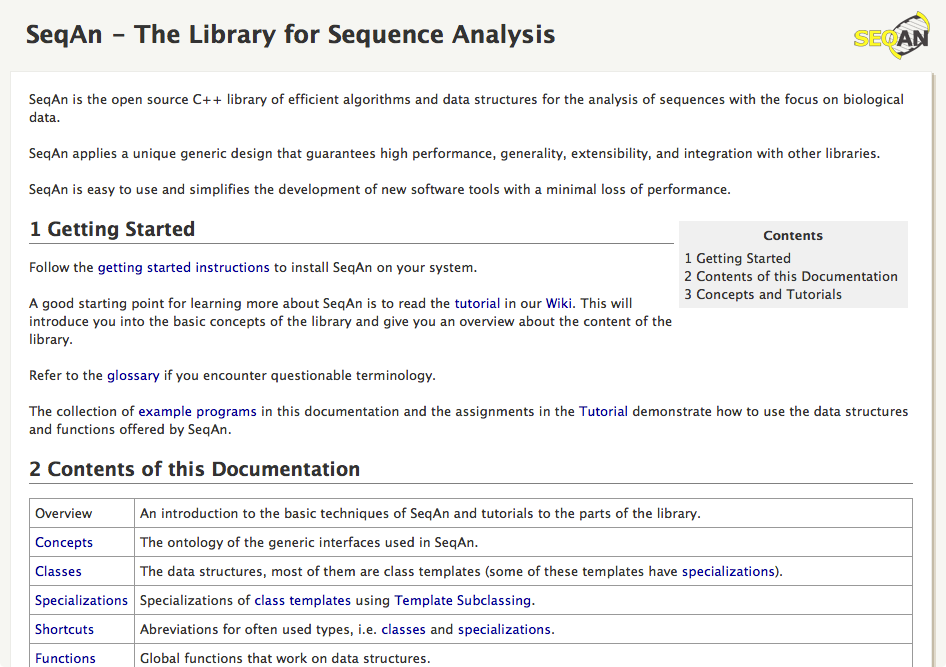 SeqAn – The Library for Sequence Analysis
SEQAN
SeqAn is the open source C++ library of efficient algorithms and data structures for the analysis of sequences with the focus on biological
data.
SeqAn applies a unique generic design that guarantees high performance, generality, extensibility, and integration with other libraries.
SeqAn is easy to use and simplifies the development of new software tools with a minimal loss of performance.
1 Getting Started
Contents
1 Getting Started
2 Contents of this Documentation
3 Concepts and Tutorials
Follow the getting started instructions to install SeqAn on your system.
A good starting point for learning more about SeqAn is to read the tutorial in our Wiki. This will
introduce you into the basic concepts of the library and give you an overview about the content of the
library.
Refer to the glossary if you encounter questionable terminology.
The collection of example programs in this documentation and the assignments in the Tutorial demonstrate how to use the data structures
and functions offered by SeqAn.
2 Contents of this Documentation
Overview An introduction to the basic techniques of SeqAn and tutorials to the parts of the library.
Concepts The ontology of the generic interfaces used in SeqAn.
Classes The data structures, most of them are class templates (some of these templates have specializations).
Specializations Specializations of class templates using Template Subclassing.
Shortcuts Abreviations for often used types, i.e. classes and specializations.
Functions Global functions that work on data structures.